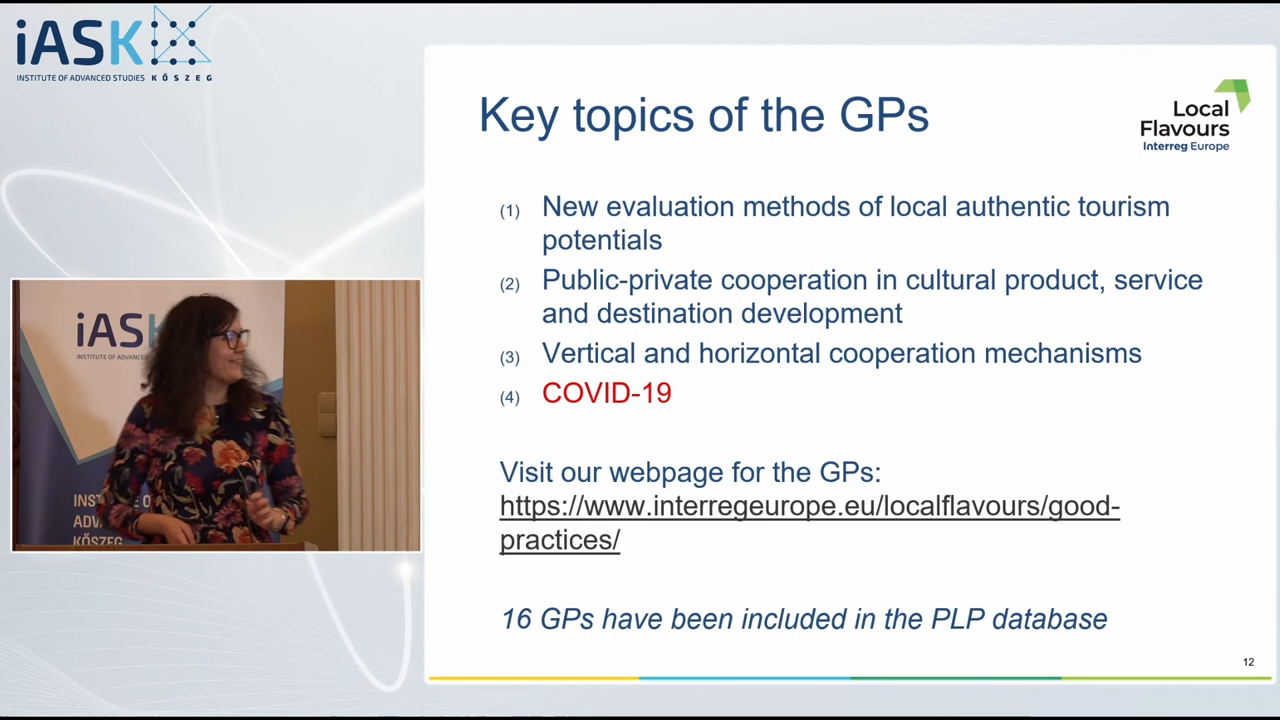 iASK
INSTITUTE OF ADVANCED STUDIES KŐSZEG
Key topics of the GPs
Local
Flavours
Interreg Europe
(1) New evaluation methods of local authentic tourism
potentials
(2) Public-private cooperation in cultural product, service
and destination development
(3) Vertical and horizontal cooperation mechanisms
(4) COVID-19
Visit our webpage for the GPs:
https://www.interregeurope.eu/localflavours/good-
practices/
16 GPs have been included in the PLP database
12
iASK
INSTITUTE OF
KŐSZEG